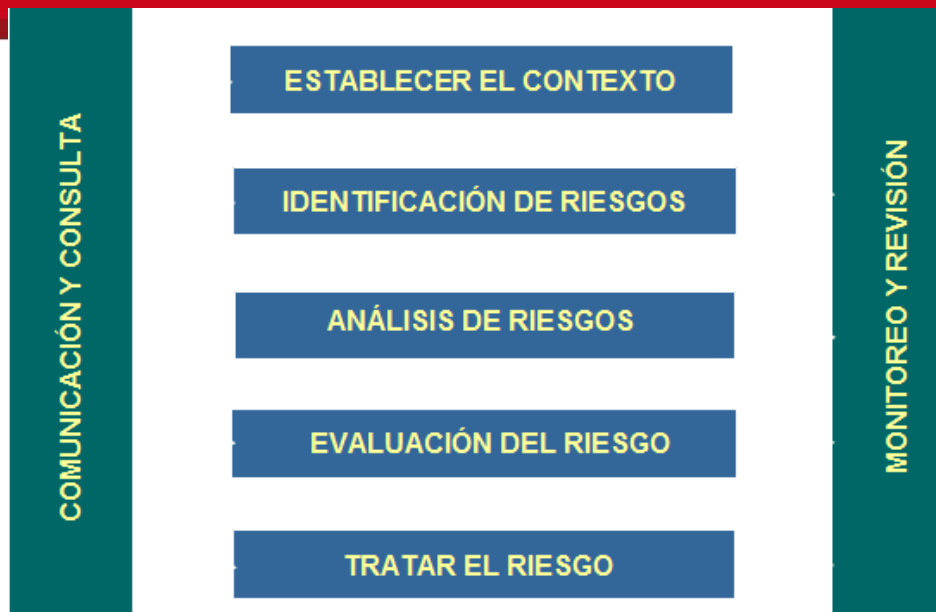 COMUNICACIÓN Y CONSULTA
ESTABLECER EL CONTEXTO
IDENTIFICACIÓN DE RIESGOS
ANÁLISIS DE RIESGOS
EVALUACIÓN DEL RIESGO
TRATAR EL RIESGO
MONITOREO Y REVISIÓN